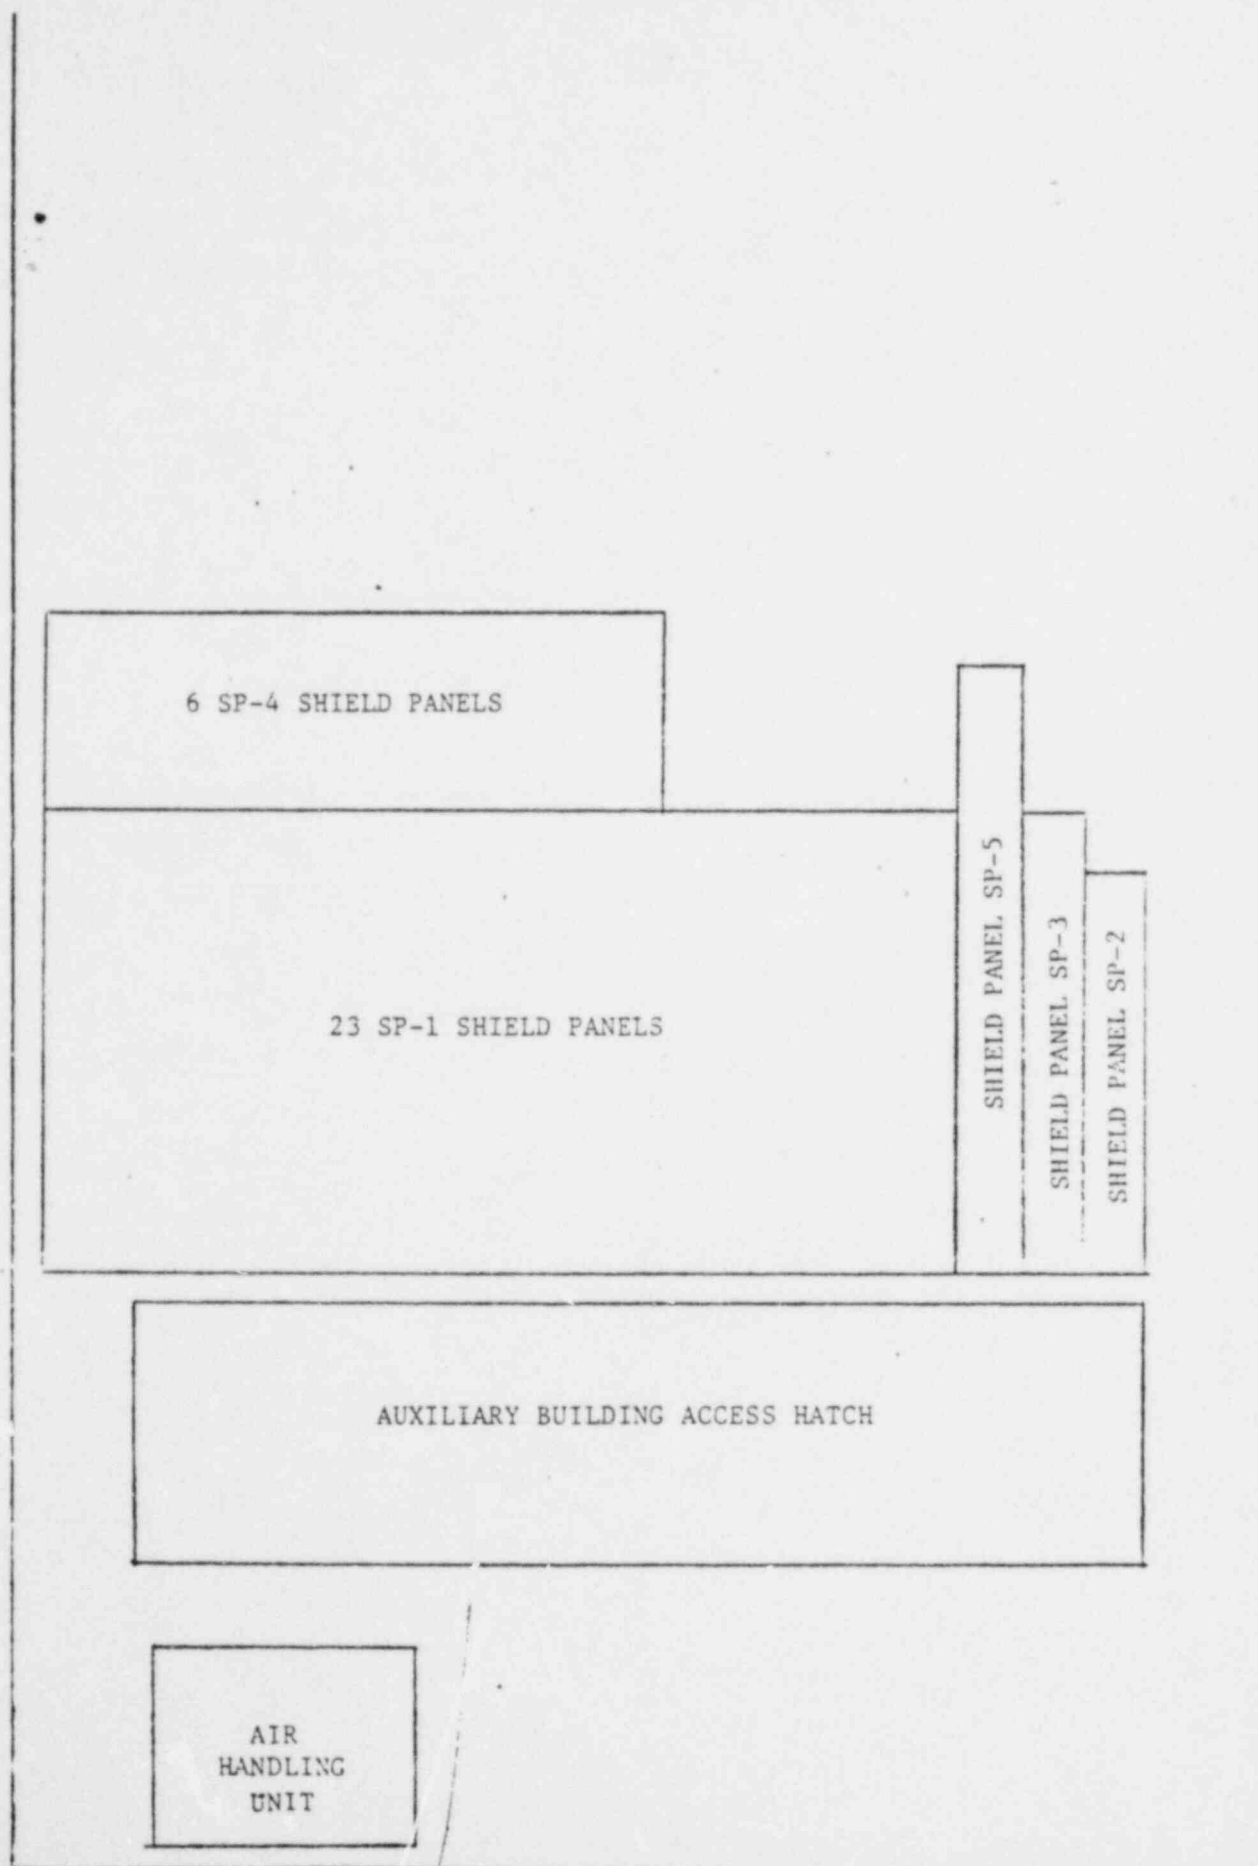 6 SP-4 SHIELD PANELS
23 SP-1 SHIELD PANELS
SHIELD PANEL SP-5
SHIELD PANEL SP-3
SHIELD PANEL SP-2
AUXILIARY BUILDING ACCESS HATCH
AIR
HANDLING
UNIT